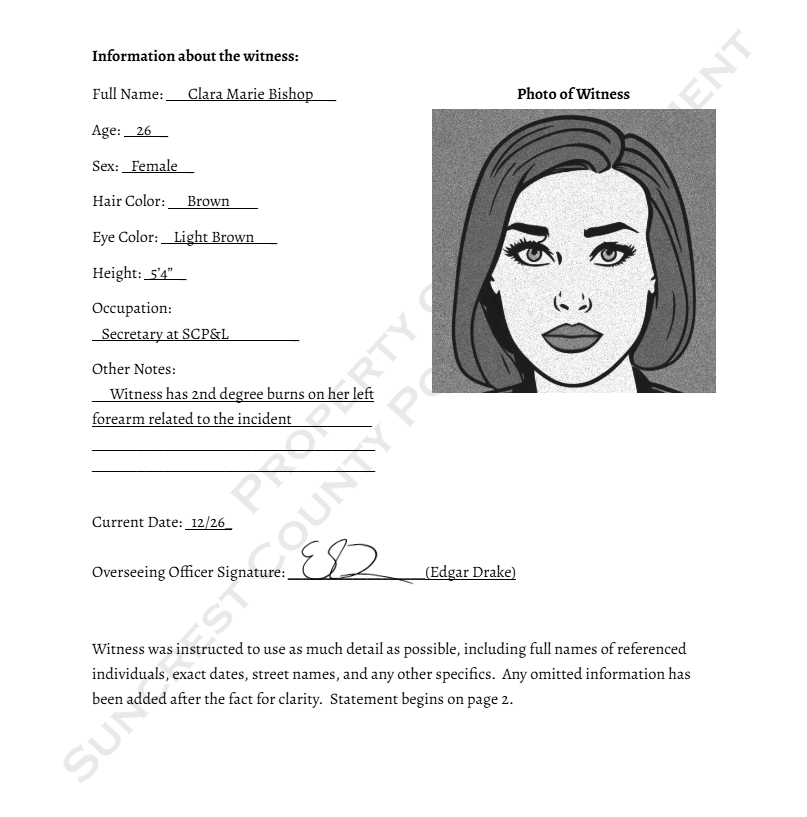 Information about the witness:
Full Name: Clara Marie Bishop
Photo of Witness
Age: 26
Sex: Female
Hair Color: Brown
Eye Color: Light Brown
Height: 5'4”
Occupation:
Secretary at SCP&L
Other Notes:
Witness has 2nd degree burns on her left
forearm related to the incident
Current Date: 12/26
Overseeing Officer Signature: (Edgar Drake)
Witness was instructed to use as much detail as possible, including full names of referenced
individuals, exact dates, street names, and any other specifics. Any omitted information has
been added after the fact for clarity. Statement begins on page 2.
Property
Suncrest County